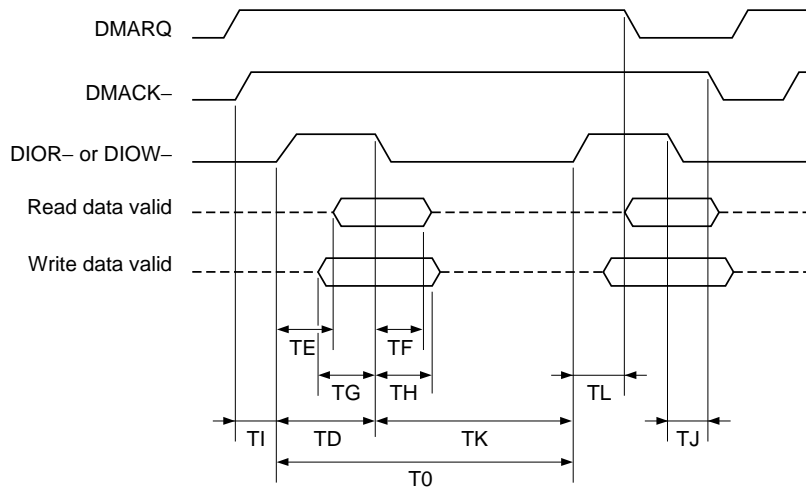 DMARQ
DMACK–
DIOR– or DIOW–
Read data valid
Write data valid
TE TF
TG TH TL
TI TD TK TJ
T0